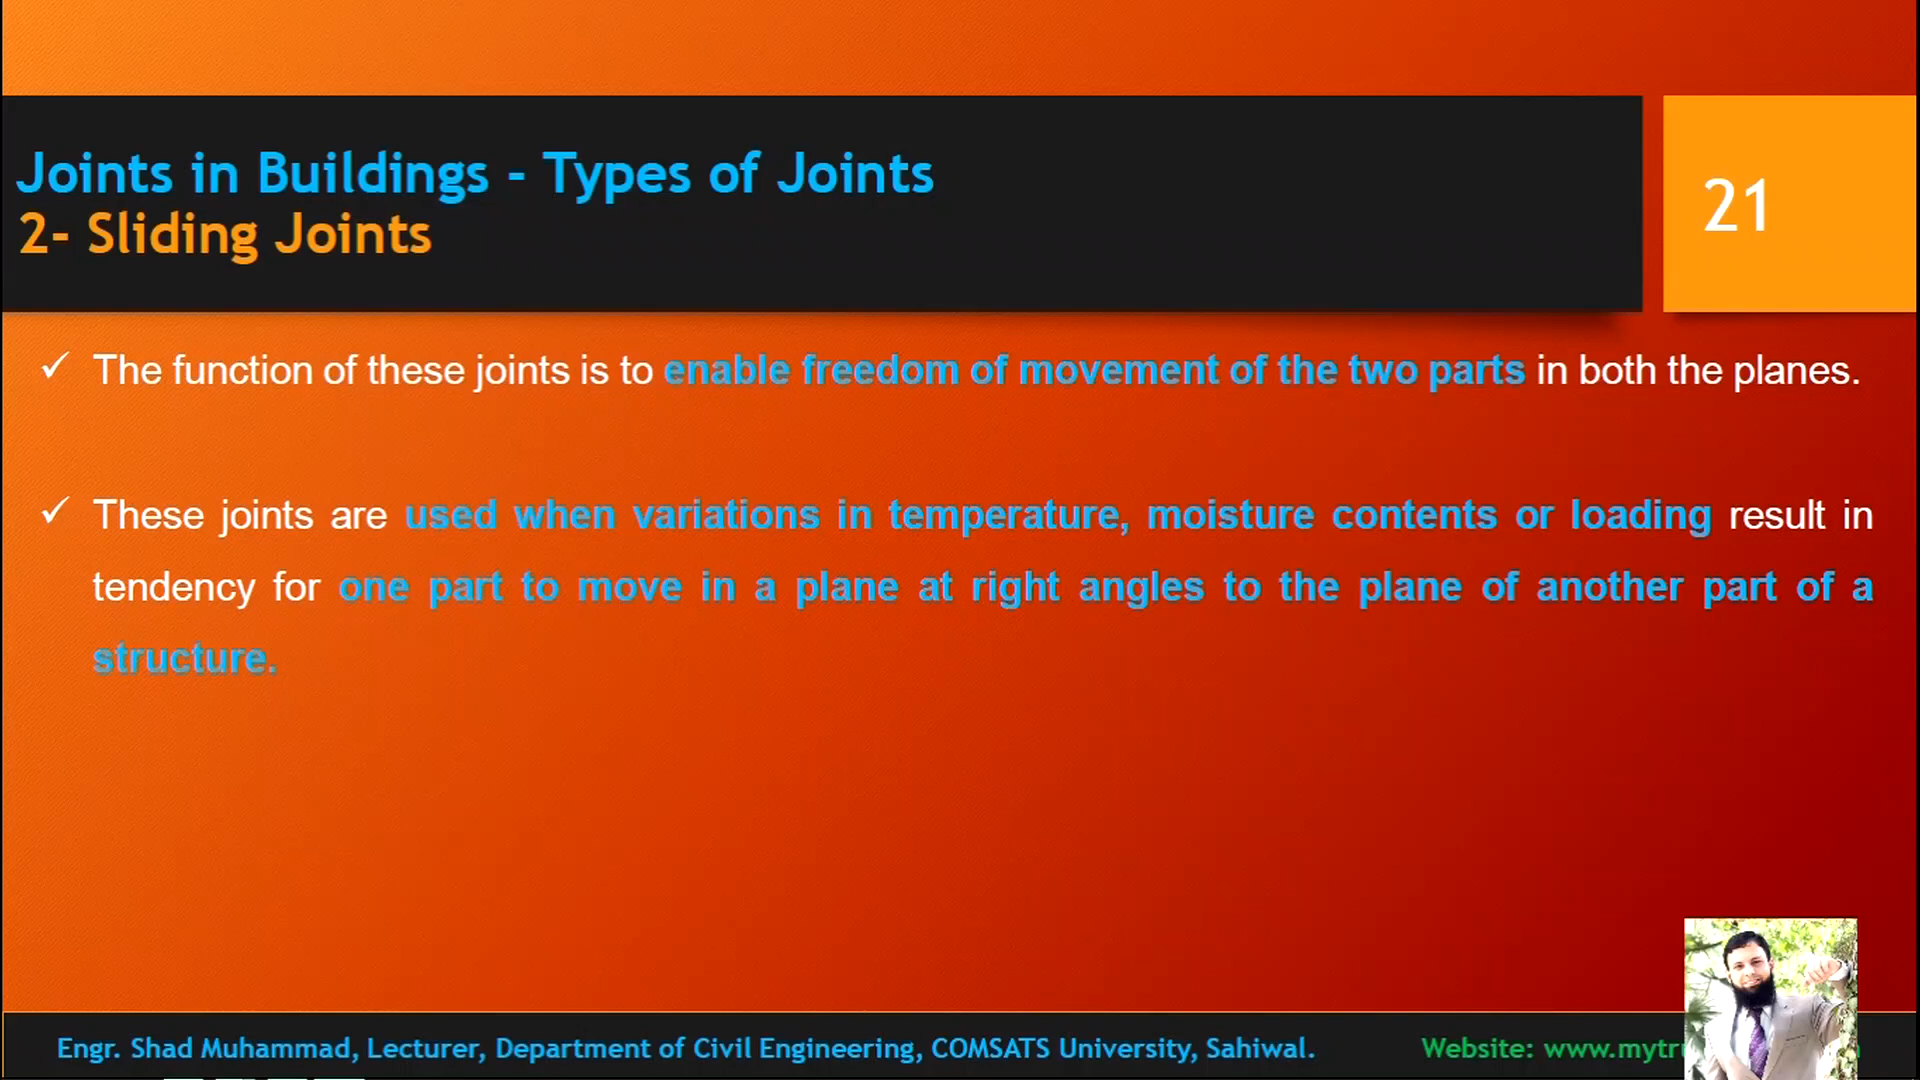 Joints in Buildings - Types of Joints
2- Sliding Joints
21
✓ The function of these joints is to enable freedom of movement of the two parts in both the planes.
✓ These joints are used when variations in temperature, moisture contents or loading result in
tendency for one part to move in a plane at right angles to the plane of another part of a
structure.
Engr. Shad Muhammad, Lecturer, Department of Civil Engineering, COMSATS University, Sahiwal.
Website: